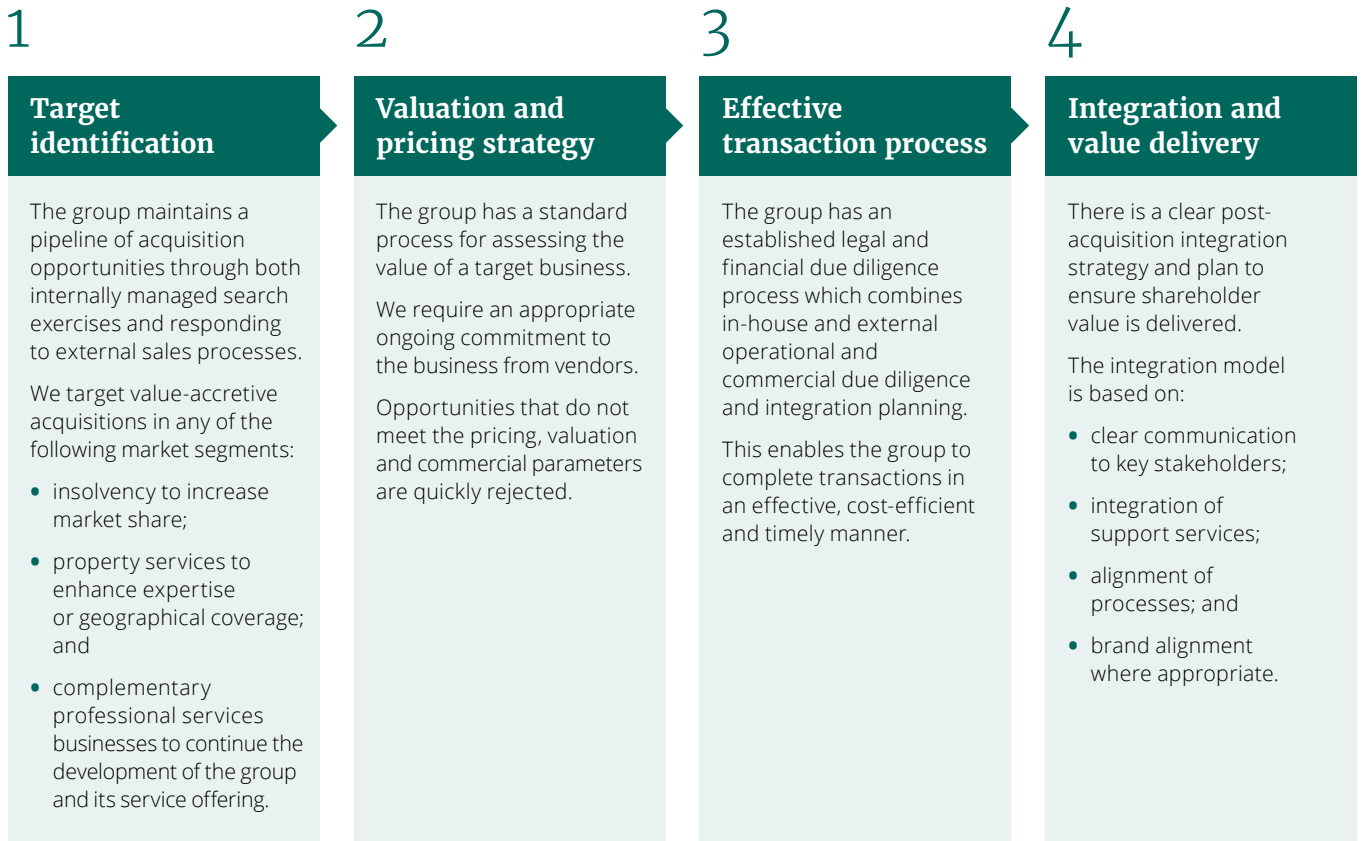 1
Target
identification
The group maintains a
pipeline of acquisition
opportunities through both
internally managed search
exercises and responding
to external sales processes.
We target value-accretive
acquisitions in any of the
following market segments:
• insolvency to increase
market share;
• property services to
enhance expertise
or geographical coverage;
and
• complementary
professional services
businesses to continue the
development of the group
and its service offering.
2
Valuation and
pricing strategy
The group has a standard
process for assessing the
value of a target business.
We require an appropriate
ongoing commitment to
the business from vendors.
Opportunities that do not
meet the pricing, valuation
and commercial parameters
are quickly rejected.
3
Effective
transaction process
The group has an
established legal and
financial due diligence
process which combines
in-house and external
operational and
commercial due diligence
and integration planning.
This enables the group to
complete transactions in
an effective, cost-efficient
and timely manner.
4
Integration and
value delivery
There is a clear post-
acquisition integration
strategy and plan to
ensure shareholder
value is delivered.
The integration model
is based on:
• clear communication
to key stakeholders;
• integration of
support services;
• alignment of
processes; and
• brand alignment
where appropriate.